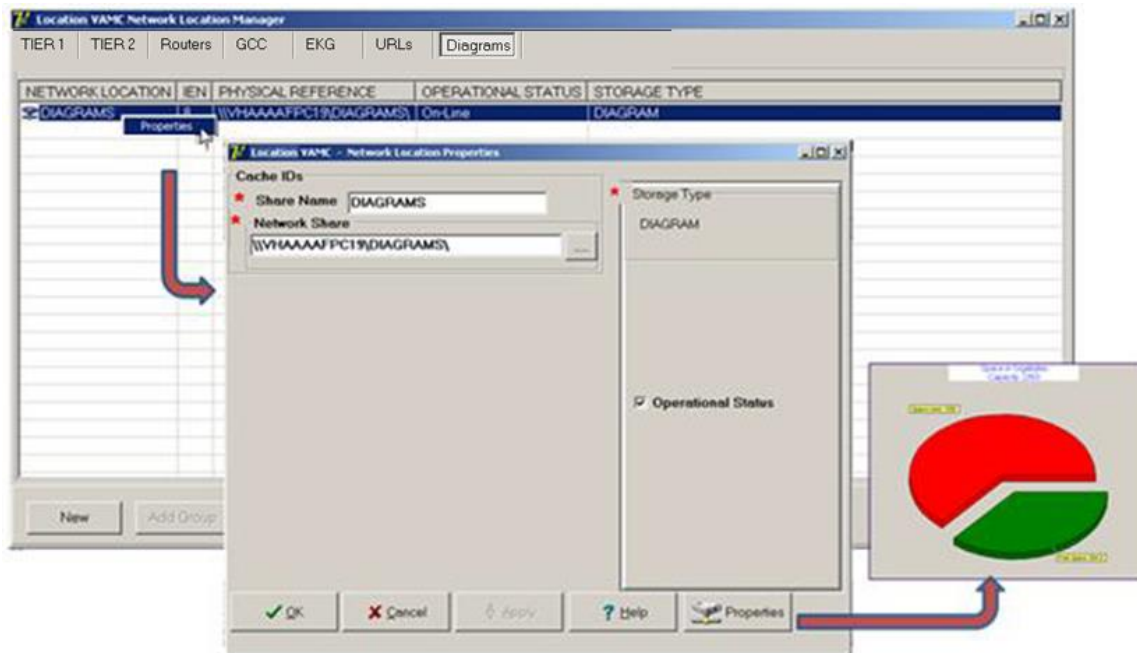 Location VAMC Network Location Manager
TIER 1 TIER 2 Routers GCC EKG URLs Diagrams
NETWORK LOCATION IEN PHYSICAL REFERENCE OPERATIONAL STATUS STORAGE TYPE
DIAGRAMS \\VHAAAAFPC19\DIAGRAMS\ On-Line DIAGRAM
Properties
Location VAMC - Network Location Properties
Cache IDs
* Share Name DIAGRAMS
* Network Share
\\VHAAAAFPC19\DIAGRAMS\ ...
* Storage Type
DIAGRAM
Operational Status
New Add Group
OK Cancel Apply Help Properties
Space in Gigabytes